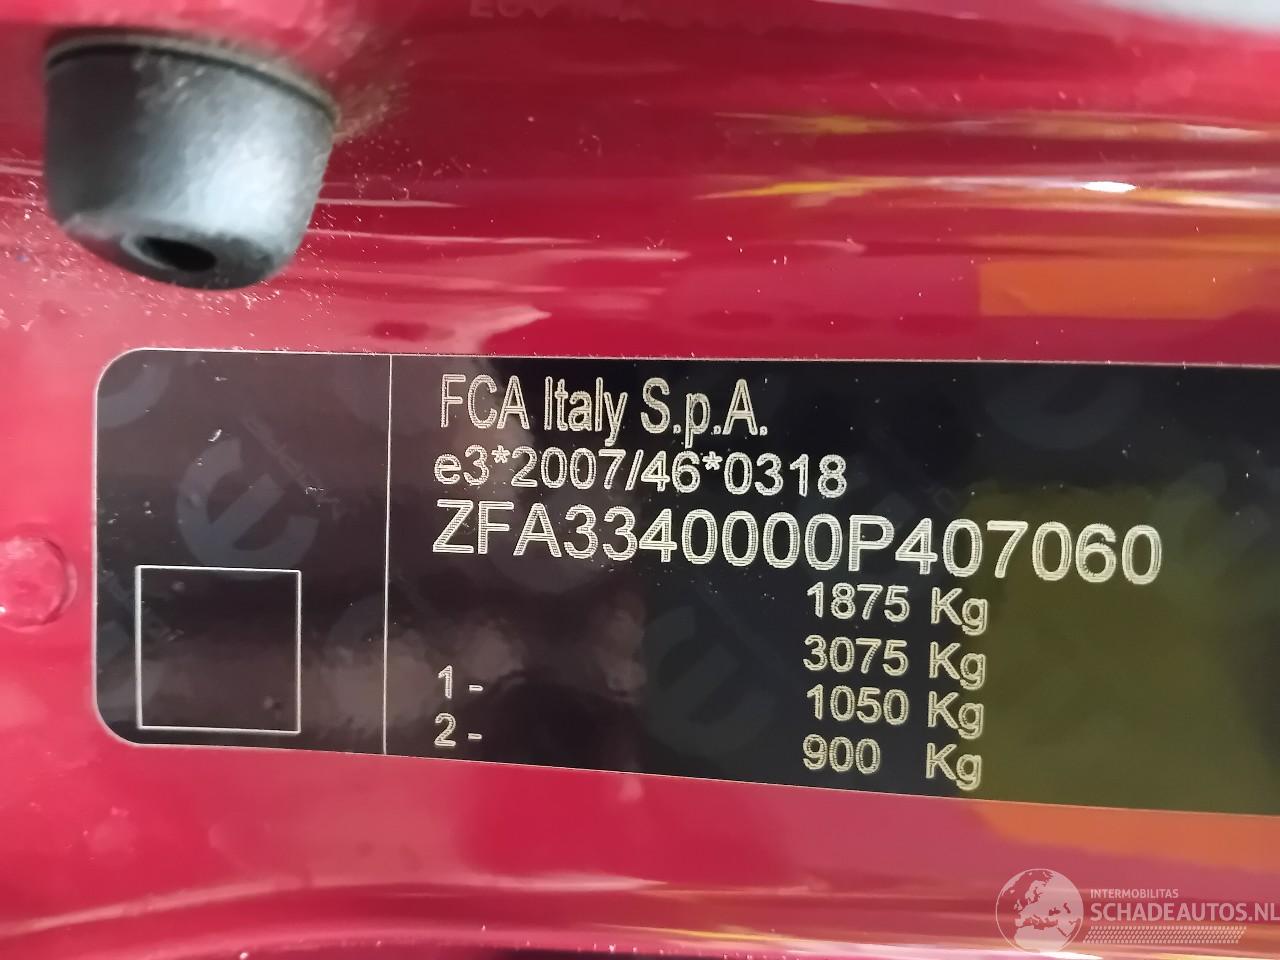 FCA Italy S.p.A.
e3*2007/46*0318
ZFA3340000P407060
1875 Kg
3075 Kg
1- 1050 Kg
2- 900 Kg
INTERMOBILITAS
SCHADEAUTOS.NL